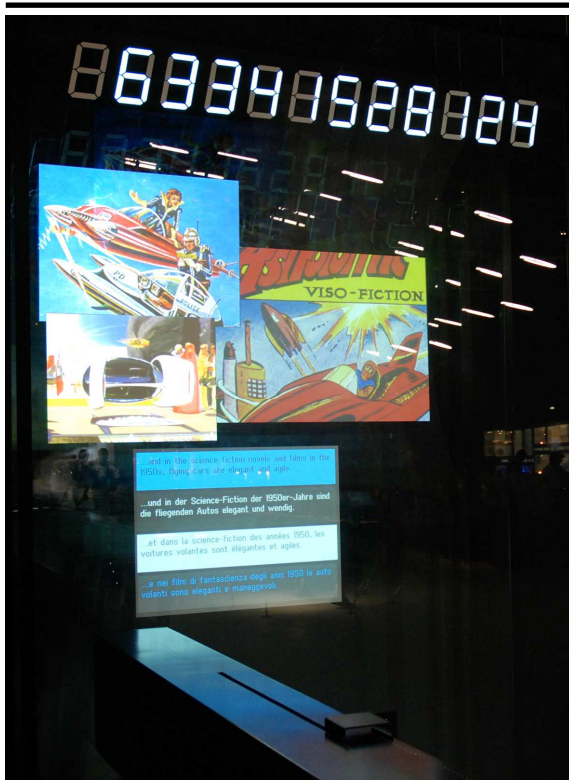 63341528124
PD
POLICE
VISO-FICTION
...and in the science fiction novels and films in the
1950s, flying cars are elegant and agile.
...und in der Science-Fiction der 1950er-Jahre sind
die fliegenden Autos elegant und wendig.
...et dans la science-fiction des années 1950, les
voitures volantes sont élégantes et agiles.
...e nei film di fantascienza degli anni 1950 le auto
volanti sono eleganti e maneggevoli.